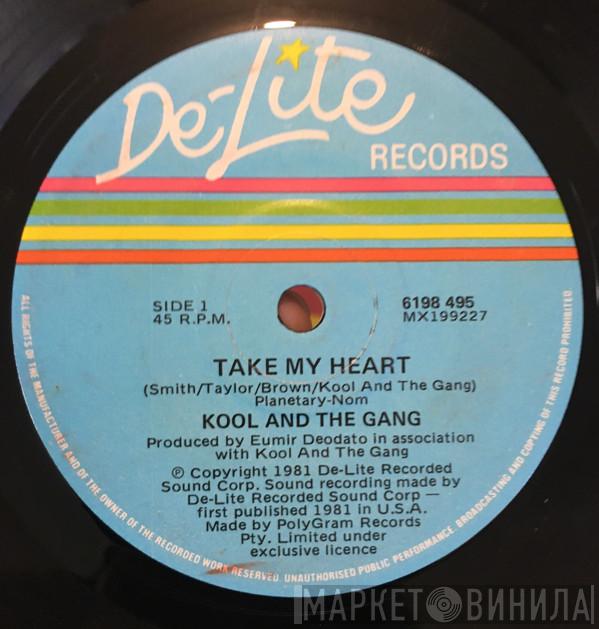 De-Lite
RECORDS
SIDE 1
45 R.P.M.
6198 495
MX199227
TAKE MY HEART
(Smith/Taylor/Brown/Kool And The Gang)
Planetary-Nom
KOOL AND THE GANG
Produced by Eumir Deodato in association
with Kool And The Gang
℗ Copyright 1981 De-Lite Recorded
Sound Corp. Sound recording made by
De-Lite Recorded Sound Corp —
first published 1981 in U.S.A.
Made by PolyGram Records
Pty. Limited under
exclusive licence
ALL RIGHTS OF THE MANUFACTURER AND OF THE OWNER OF THE RECORDED WORK RESERVED. UNAUTHORISED PUBLIC PERFORMANCE. BROADCASTING AND COPYING OF THIS RECORD PROHIBITED.
МАРКЕТ ВИНИЛА